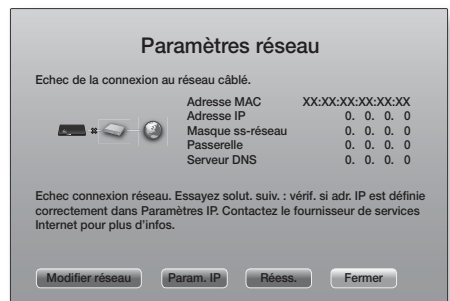 Paramètres réseau
Echec de la connexion au réseau câblé.
Adresse MAC XX:XX:XX:XX:XX:XX
Adresse IP 0. 0. 0. 0
Masque ss-réseau 0. 0. 0. 0
Passerelle 0. 0. 0. 0
Serveur DNS 0. 0. 0. 0
Echec connexion réseau. Essayez solut. suiv. : vérif. si adr. IP est définie
correctement dans Paramètres IP. Contactez le fournisseur de services
Internet pour plus d'infos.
Modifier réseau Param. IP Réess. Fermer